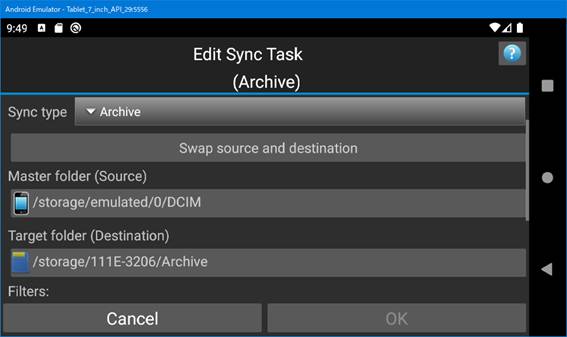 Android Emulator - Tablet_7_inch_API_29:5556
9:49
Edit Sync Task
(Archive)
?
Sync type
Archive
Swap source and destination
Master folder (Source)
/storage/emulated/0/DCIM
Target folder (Destination)
/storage/111E-3206/Archive
Filters:
Cancel
OK